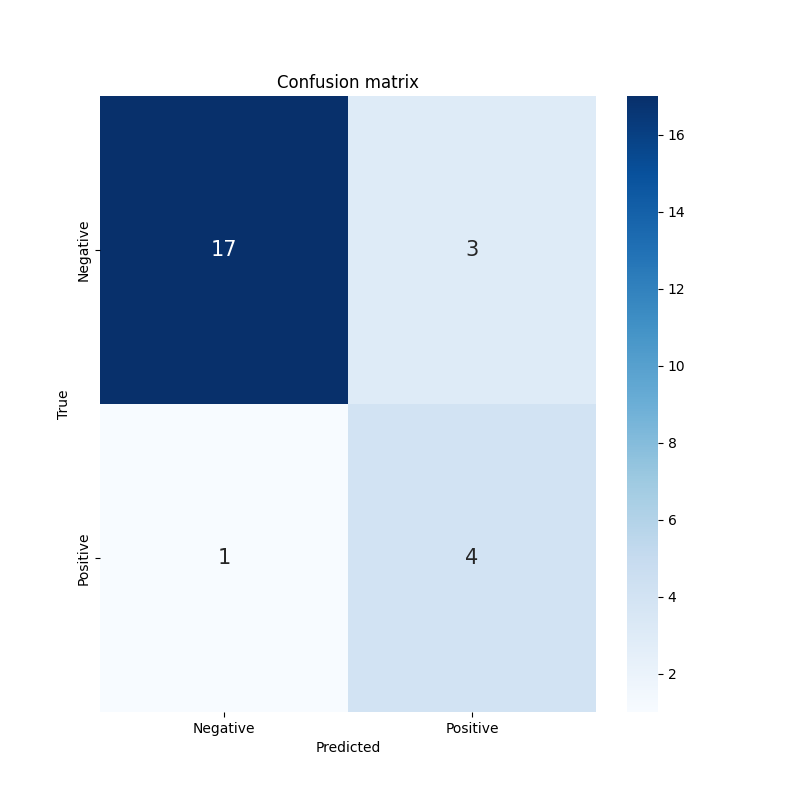 Confusion matrix
Negative
17
3
True
Positive
1
4
Negative
Positive
Predicted
16
14
12
10
8
6
4
2